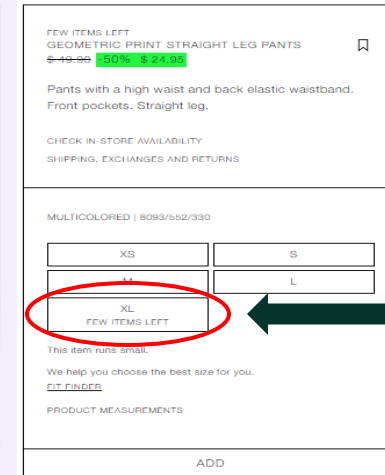 FEW ITEMS LEFT
GEOMETRIC PRINT STRAIGHT LEG PANTS
$ 49.90 -50% $ 24.95
Pants with a high waist and back elastic waistband.
Front pockets. Straight leg.
CHECK IN-STORE AVAILABILITY
SHIPPING, EXCHANGES AND RETURNS
MULTICOLORED | 8093/552/330
XS S
M L
XL
FEW ITEMS LEFT
This item runs small.
We help you choose the best size for you.
FIT FINDER
PRODUCT MEASUREMENTS
ADD